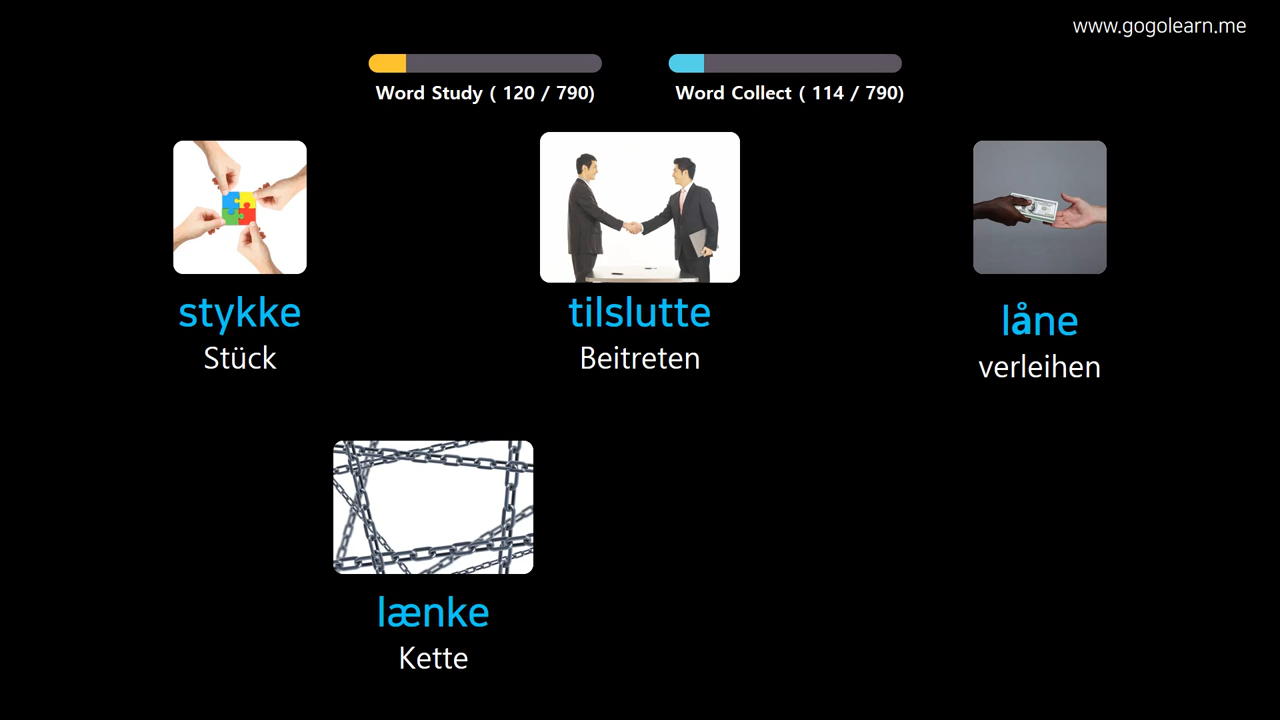 www.gogolearn.me
Word Study ( 120 / 790)
Word Collect ( 114 / 790)
stykke
Stück
tilslutte
Beitreten
låne
verleihen
lænke
Kette